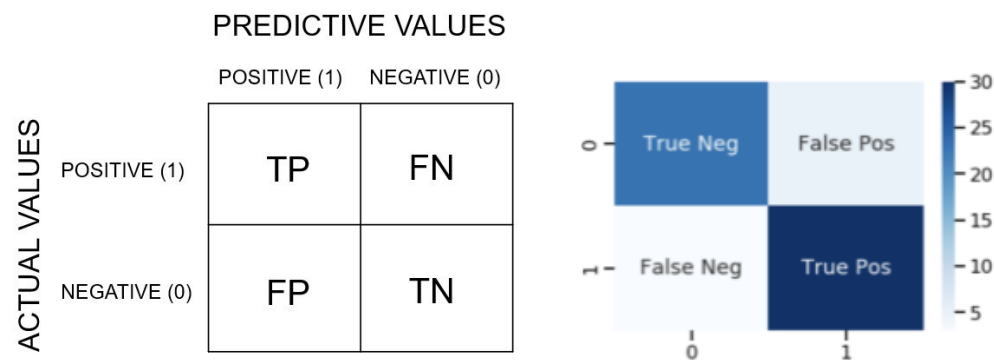 PREDICTIVE VALUES
POSITIVE (1) NEGATIVE (0)
ACTUAL VALUES
POSITIVE (1) TP FN
NEGATIVE (0) FP TN
0 True Neg False Pos
1 False Neg True Pos
0 1
30
25
20
15
10
5